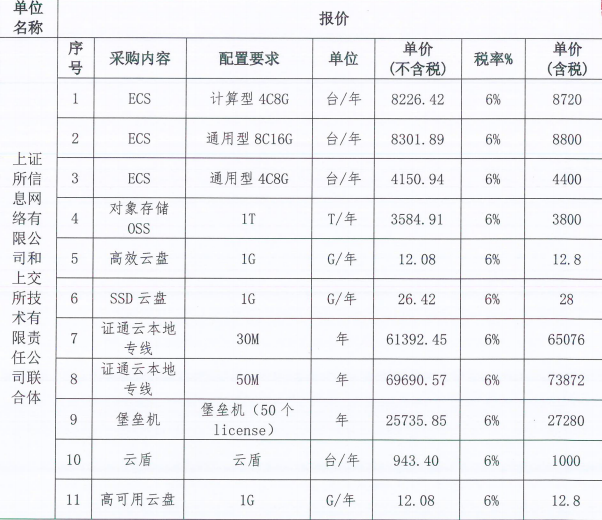 单位
名称
报价
序
号
采购内容
配置要求
单位
单价
(不含税)
税率%
单价
(含税)
上证
所信
息网
络有
限公
司和
上交
所技
术有
限责
任公
司联
合体
1
ECS
计算型 4C8G
台/年
8226.42
6%
8720
2
ECS
通用型 8C16G
台/年
8301.89
6%
8800
3
ECS
通用型 4C8G
台/年
4150.94
6%
4400
4
对象存储
OSS
1T
T/年
3584.91
6%
3800
5
高效云盘
1G
G/年
12.08
6%
12.8
6
SSD 云盘
1G
G/年
26.42
6%
28
7
证通云本地
专线
30M
年
61392.45
6%
65076
8
证通云本地
专线
50M
年
69690.57
6%
73872
9
堡垒机
堡垒机（50 个
license）
年
25735.85
6%
27280
10
云盾
云盾
台/年
943.40
6%
1000
11
高可用云盘
1G
G/年
12.08
6%
12.8